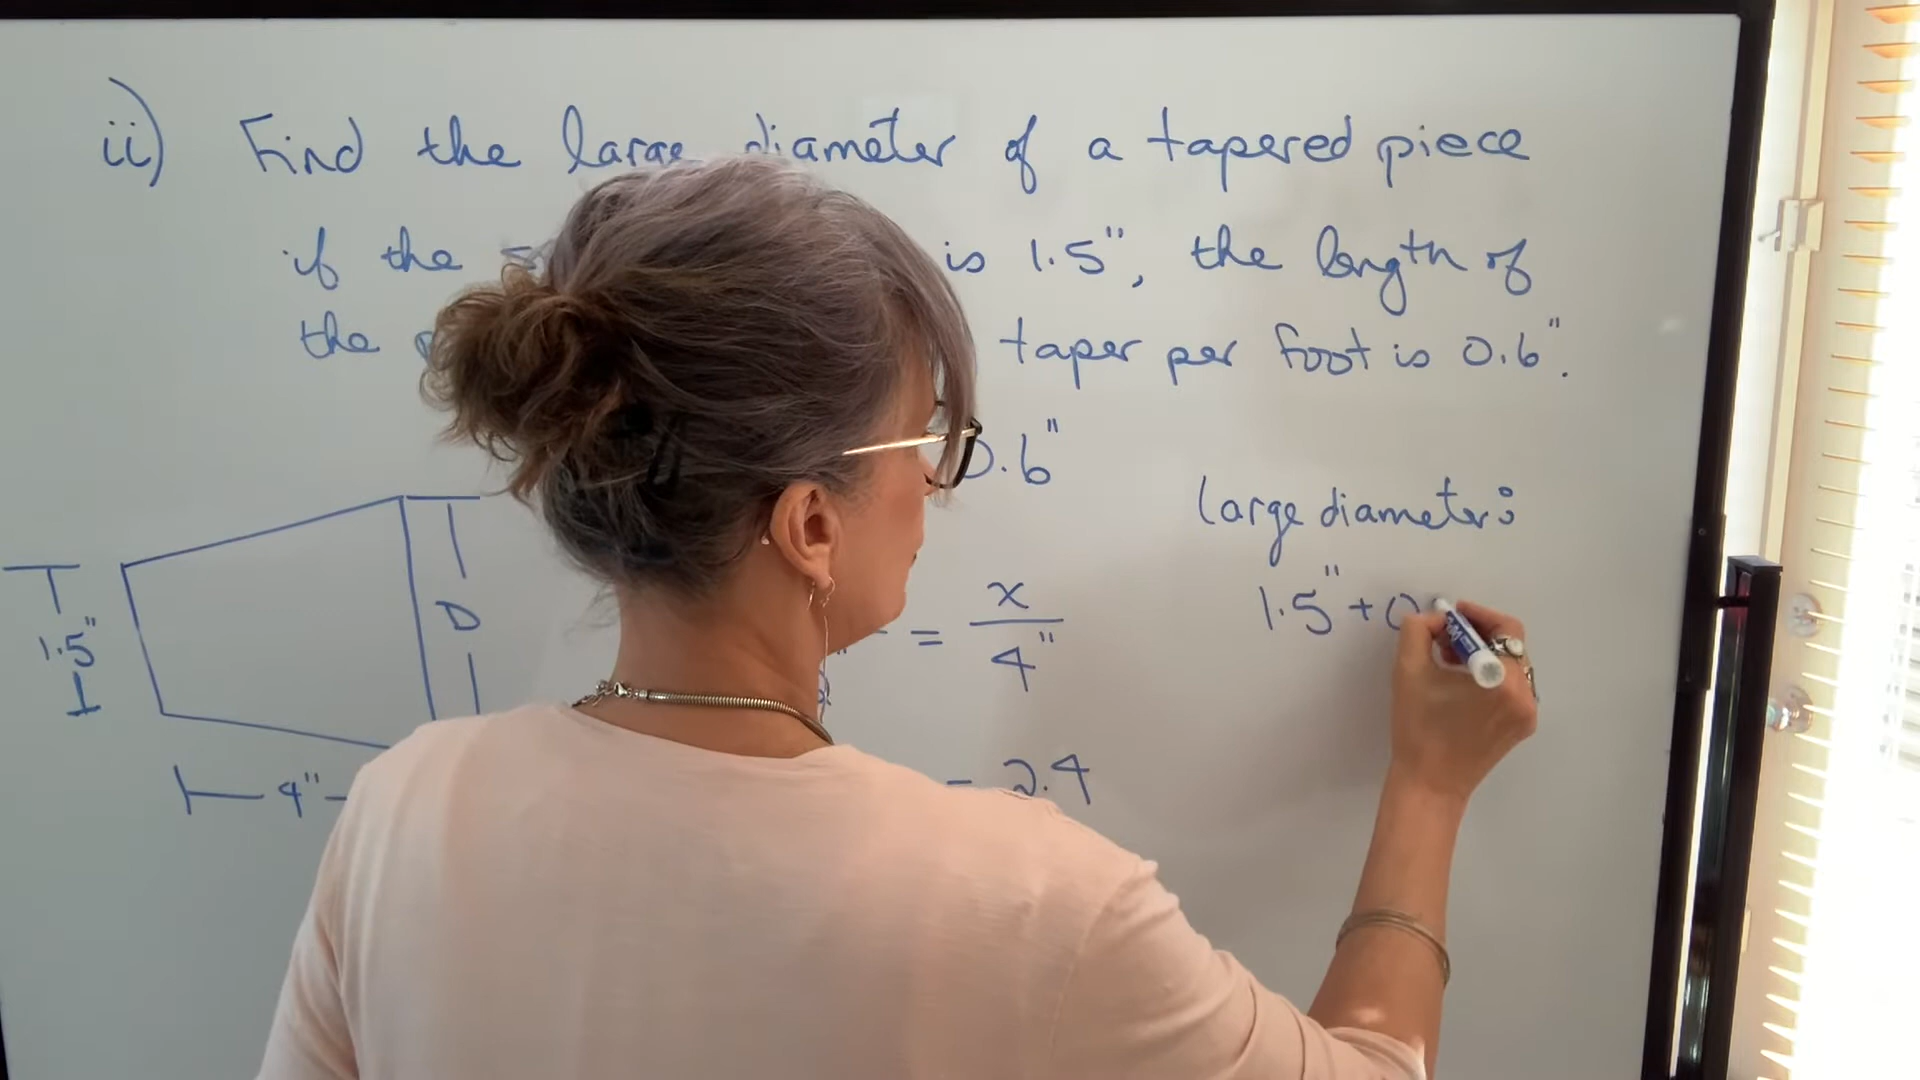 ii) Find the large diameter of a tapered piece
if the is 1.5", the length of
the taper per foot is 0.6".
0.6"
large diameter:
1.5" + 0
x
= 4"
D
1.5"
4"
= 2.4